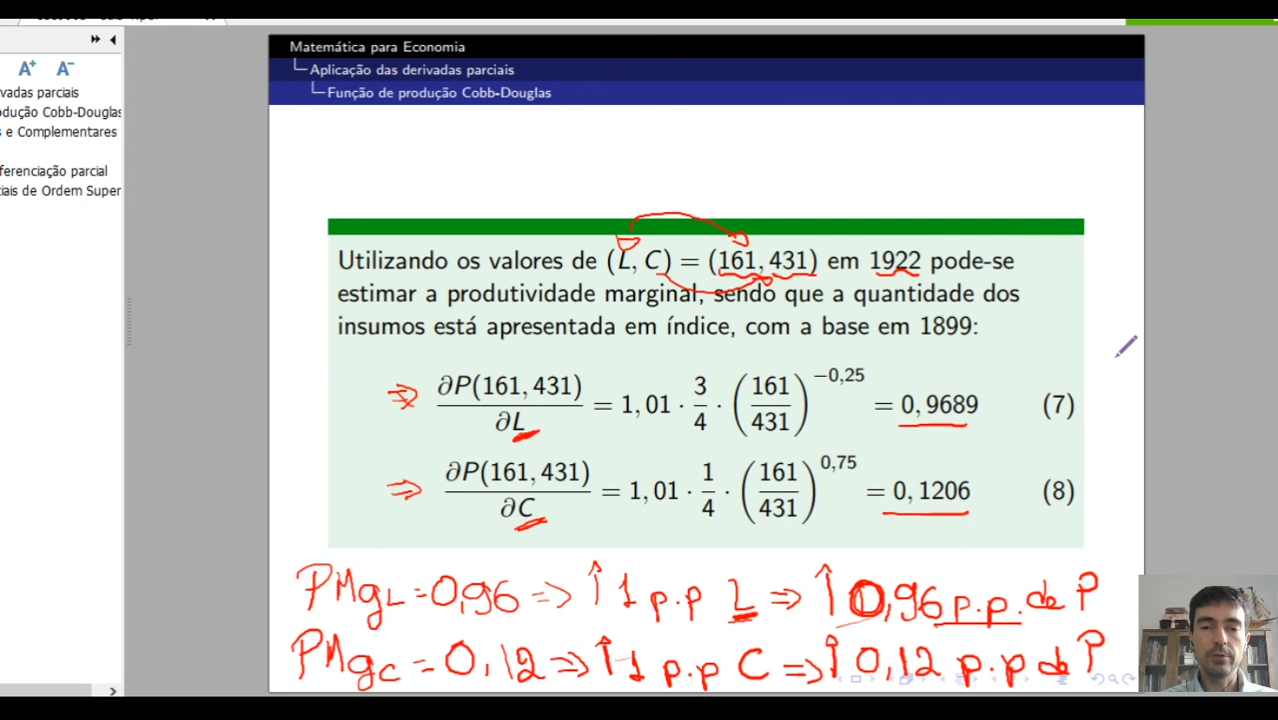 A+ A−
vadas parciais
odução Cobb-Douglas
s e Complementares
ferenciação parcial
ciais de Ordem Super
Matemática para Economia
Aplicação das derivadas parciais
Função de produção Cobb-Douglas
Utilizando os valores de (L, C) = (161, 431) em 1922 pode-se
estimar a produtividade marginal, sendo que a quantidade dos
insumos está apresentada em índice, com a base em 1899:
⇒ ∂P(161, 431)/∂L = 1, 01 · 3/4 · (161/431)^−0,25 = 0, 9689 (7)
⇒ ∂P(161, 431)/∂C = 1, 01 · 1/4 · (161/431)^0,75 = 0, 1206 (8)
PMgL = 0,96 => ↑ 1 p.p L => ↑ 0,96 p.p. de P
PMgC = 0,12 => ↑ 1 p.p C => ↑ 0,12 p.p de P